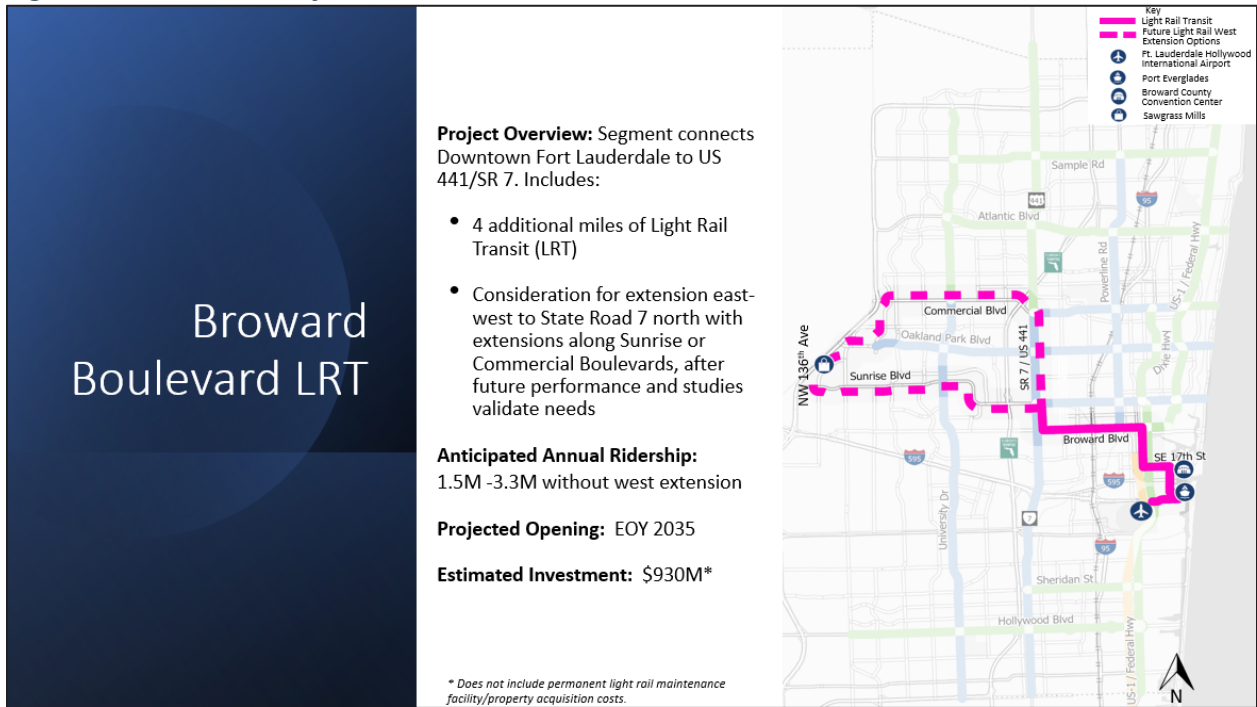 Broward
Boulevard LRT
Project Overview: Segment connects
Downtown Fort Lauderdale to US
441/SR 7. Includes:
• 4 additional miles of Light Rail
Transit (LRT)
• Consideration for extension east-
west to State Road 7 north with
extensions along Sunrise or
Commercial Boulevards, after
future performance and studies
validate needs
Anticipated Annual Ridership:
1.5M -3.3M without west extension
Projected Opening: EOY 2035
Estimated Investment: $930M*
* Does not include permanent light rail maintenance
facility/property acquisition costs.
Key
Light Rail Transit
Future Light Rail West
Extension Options
Ft. Lauderdale Hollywood
International Airport
Port Everglades
Broward County
Convention Center
Sawgrass Mills
Sample Rd
441
95
Atlantic Blvd
Powerline Rd
US-1 / Federal Hwy
Commercial Blvd
Oakland Park Blvd
SR 7 / US 441
Dixie Hwy
NW 136th Ave
Sunrise Blvd
Broward Blvd
SE 17th St
595
595
University Dr
7
95
Sheridan St
Hollywood Blvd
US-1 / Federal Hwy
N